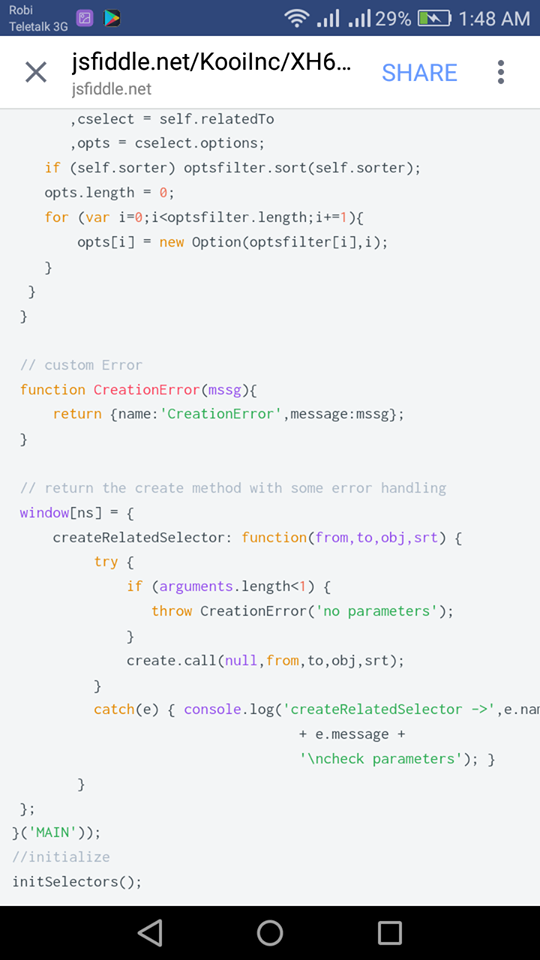 Robi
Teletalk 3G
29% 1:48 AM
jsfiddle.net/KooiInc/XH6...
SHARE
jsfiddle.net
,cselect = self.relatedTo
,opts = cselect.options;
if (self.sorter) optsfilter.sort(self.sorter);
opts.length = 0;
for (var i=0;i<optsfilter.length;i+=1){
opts[i] = new Option(optsfilter[i],i);
}
}
}
// custom Error
function CreationError(mssg){
return {name:'CreationError',message:mssg};
}
// return the create method with some error handling
window[ns] = {
createRelatedSelector: function(from,to,obj,srt) {
try {
if (arguments.length<1) {
throw CreationError('no parameters');
}
create.call(null,from,to,obj,srt);
}
catch(e) { console.log('createRelatedSelector ->',e.nam
+ e.message +
'\ncheck parameters'); }
}
};
}('MAIN'));
//initialize
initSelectors();